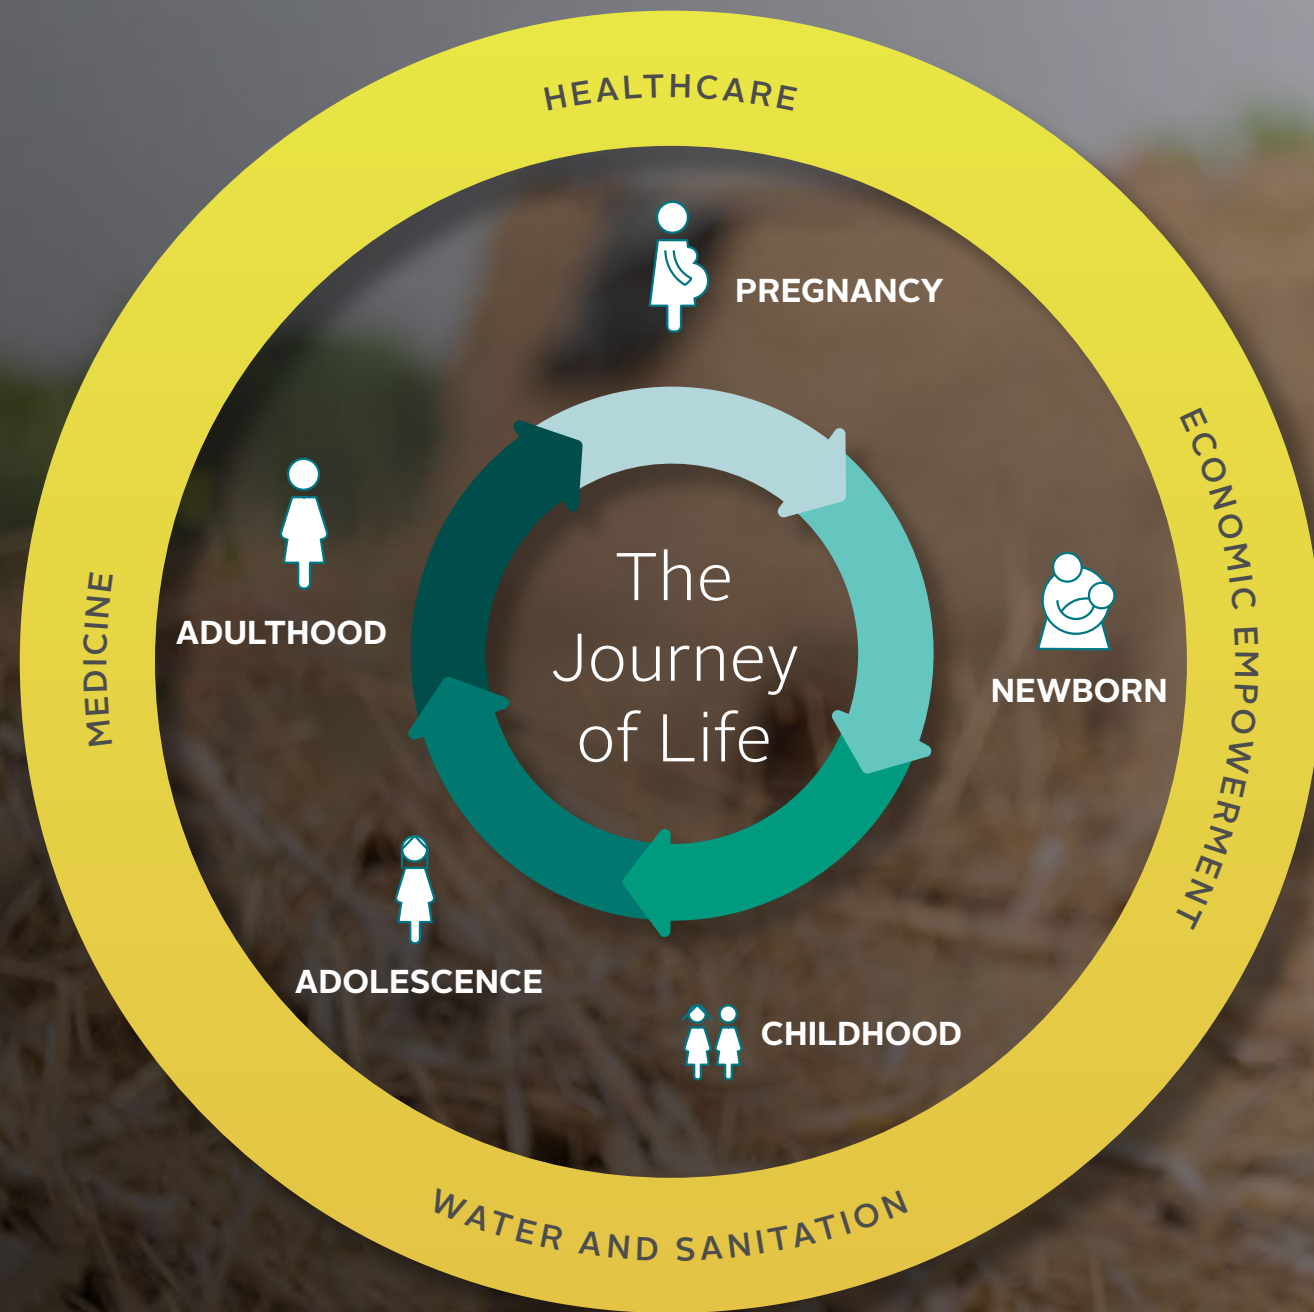 HEALTHCARE
PREGNANCY
ECONOMIC EMPOWERMENT
NEWBORN
The
Journey
of Life
ADULTHOOD
MEDICINE
ADOLESCENCE
CHILDHOOD
WATER AND SANITATION